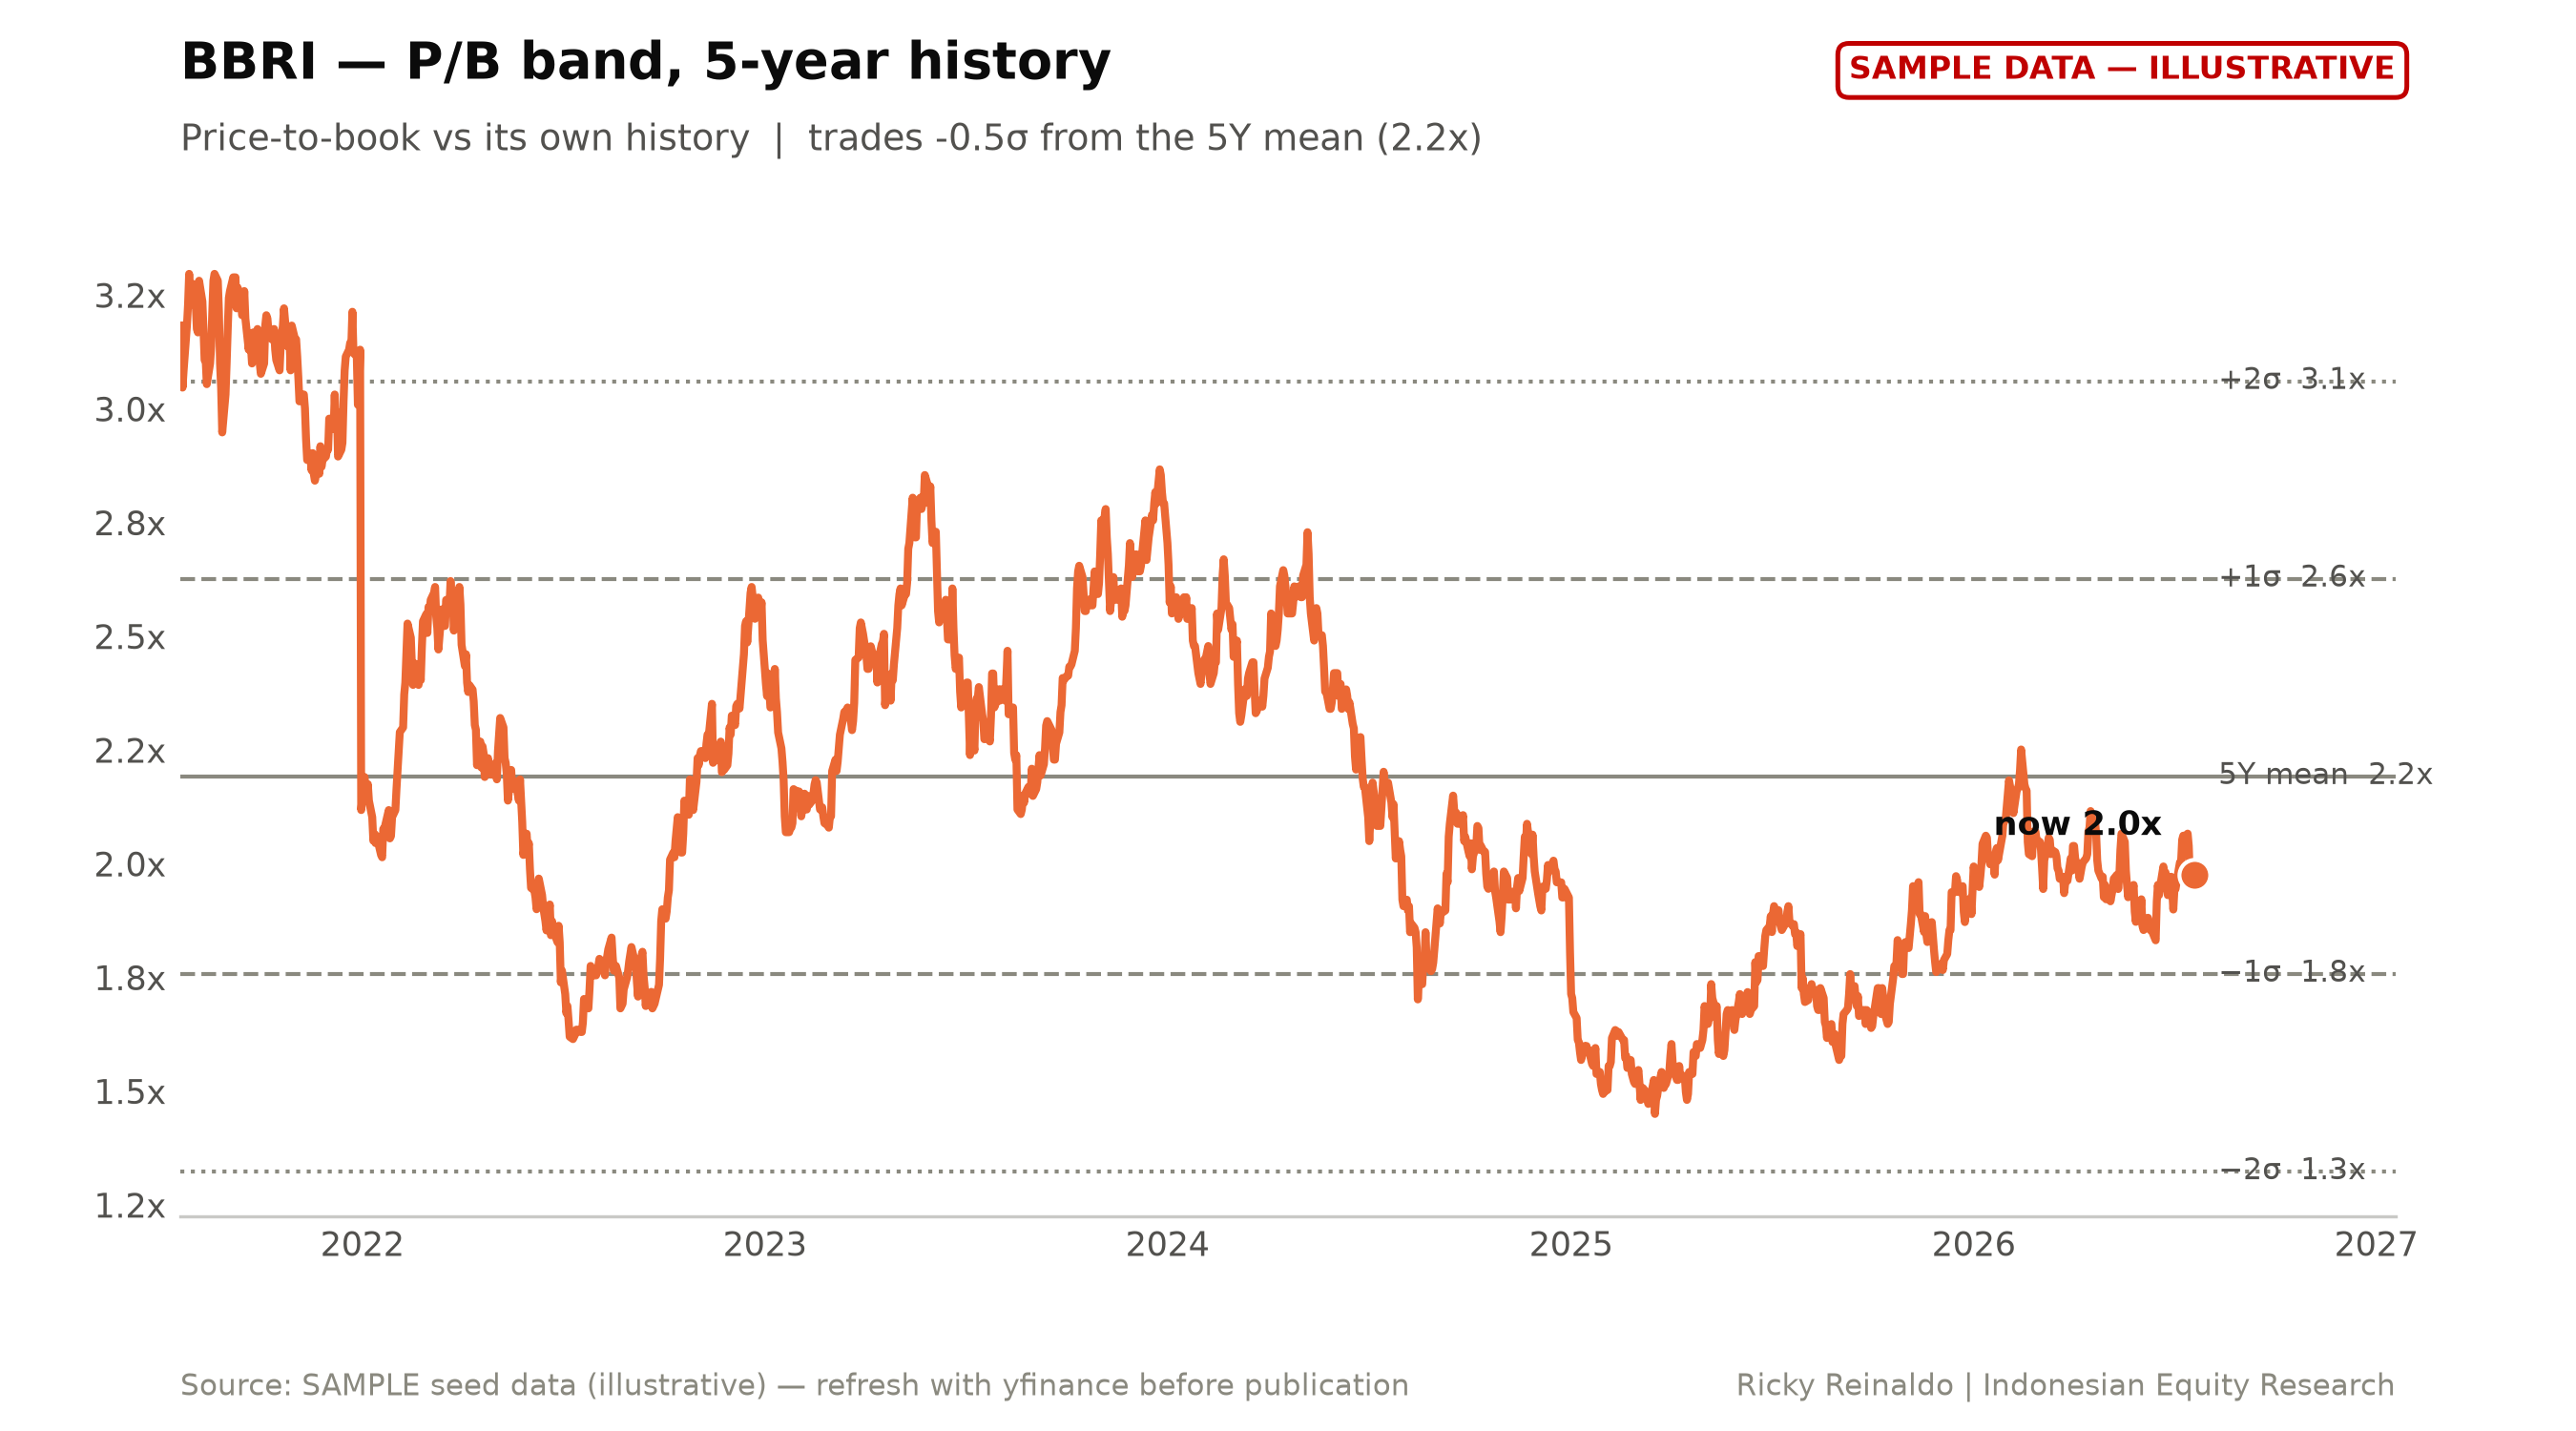 BBRI — P/B band, 5-year history
SAMPLE DATA — ILLUSTRATIVE
Price-to-book vs its own history | trades -0.5σ from the 5Y mean (2.2x)
3.2x
+2σ 3.1x
3.0x
2.8x
+1σ 2.6x
2.5x
2.2x
5Y mean 2.2x
now 2.0x
2.0x
1.8x
−1σ 1.8x
1.5x
−2σ 1.3x
1.2x
2022 2023 2024 2025 2026 2027
Source: SAMPLE seed data (illustrative) — refresh with yfinance before publication
Ricky Reinaldo | Indonesian Equity Research